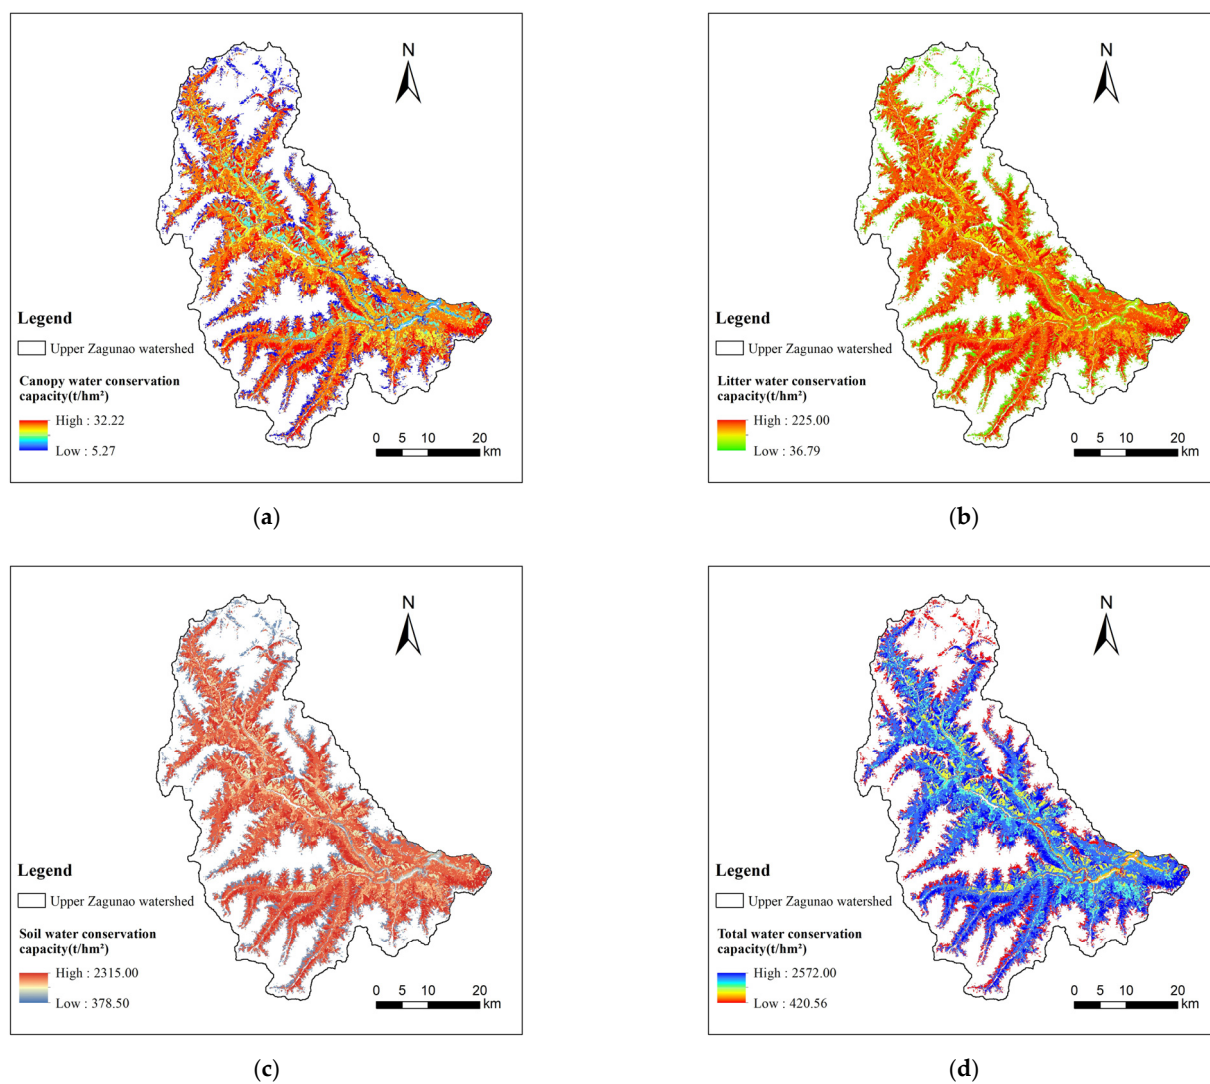 N
Legend
Upper Zagunao watershed
Canopy water conservation
capacity(t/hm²)
High : 32.22
Low : 5.27
0 5 10 20
km
(a)
N
Legend
Upper Zagunao watershed
Litter water conservation
capacity(t/hm²)
High : 225.00
Low : 36.79
0 5 10 20
km
(b)
N
Legend
Upper Zagunao watershed
Soil water conservation
capacity(t/hm²)
High : 2315.00
Low : 378.50
0 5 10 20
km
(c)
N
Legend
Upper Zagunao watershed
Total water conservation
capacity(t/hm²)
High : 2572.00
Low : 420.56
0 5 10 20
km
(d)